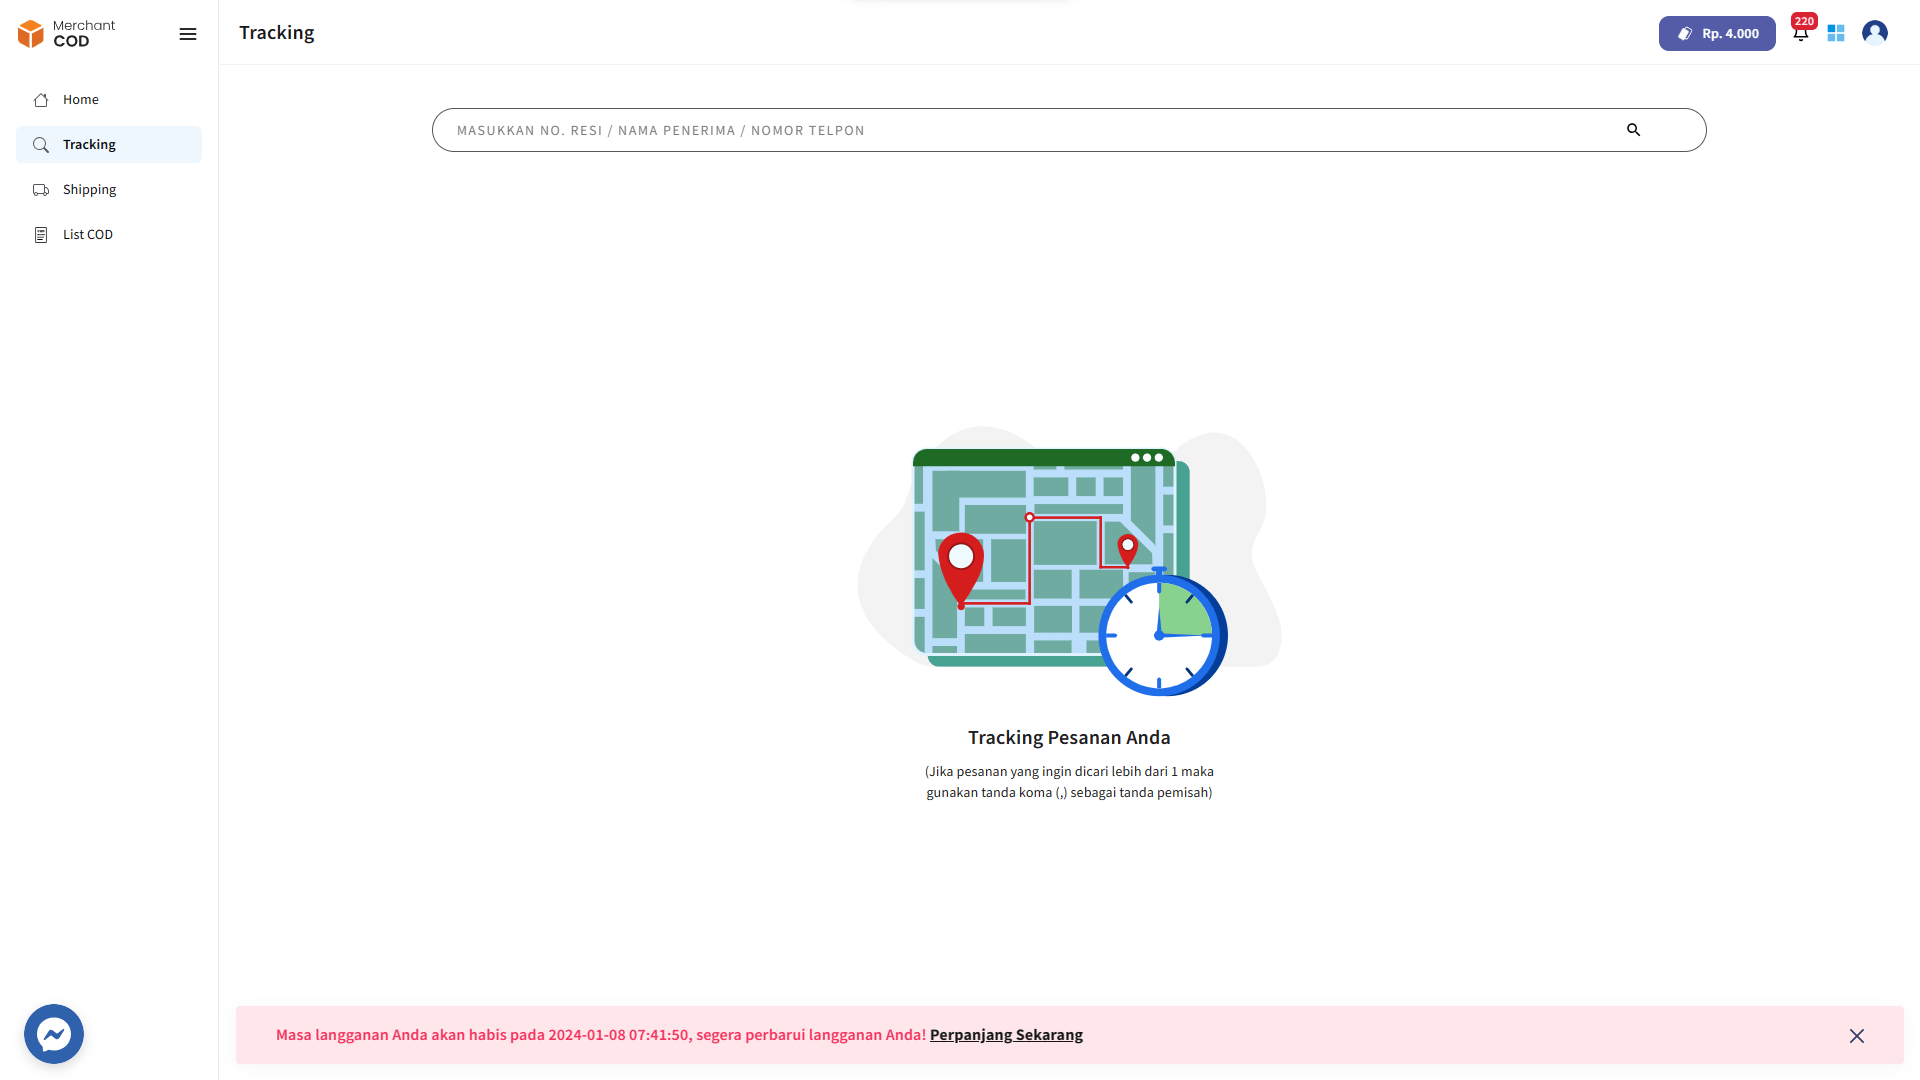 Merchant
COD
Home
Tracking
Shipping
List COD
Tracking
Rp. 4.000
220
MASUKKAN NO. RESI / NAMA PENERIMA / NOMOR TELPON
Tracking Pesanan Anda
(Jika pesanan yang ingin dicari lebih dari 1 maka
gunakan tanda koma (,) sebagai tanda pemisah)
Masa langganan Anda akan habis pada 2024-01-08 07:41:50, segera perbarui langganan Anda! Perpanjang Sekarang